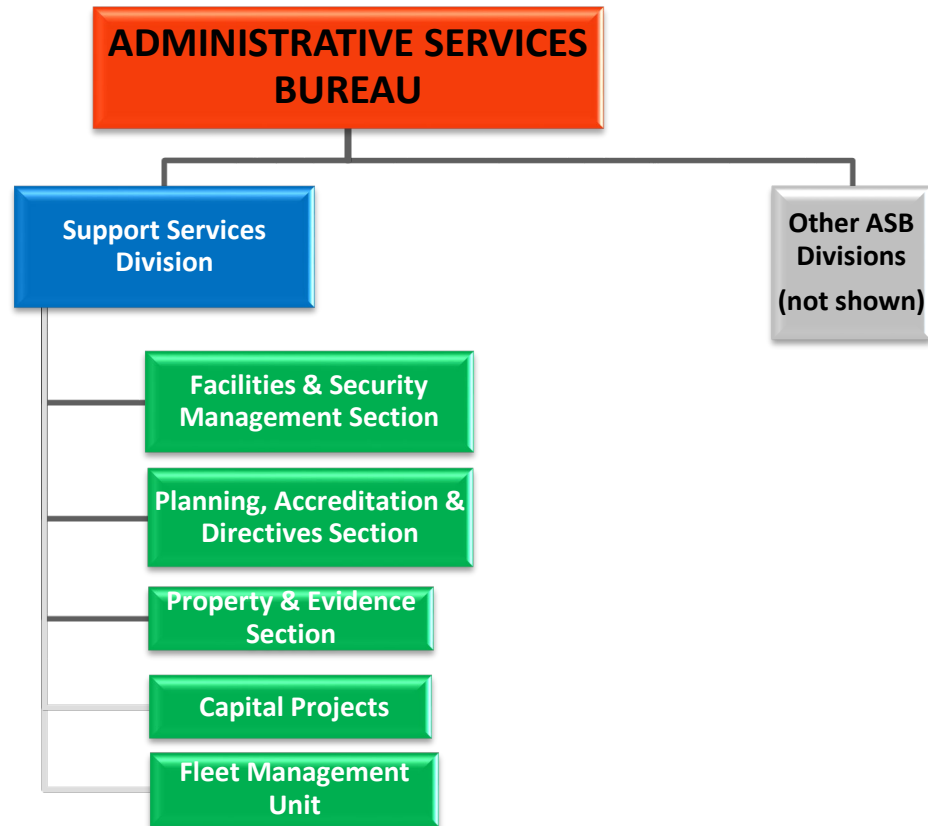 ADMINISTRATIVE SERVICES
BUREAU
Support Services
Division
Other ASB
Divisions
(not shown)
Facilities & Security
Management Section
Planning, Accreditation &
Directives Section
Property & Evidence
Section
Capital Projects
Fleet Management
Unit